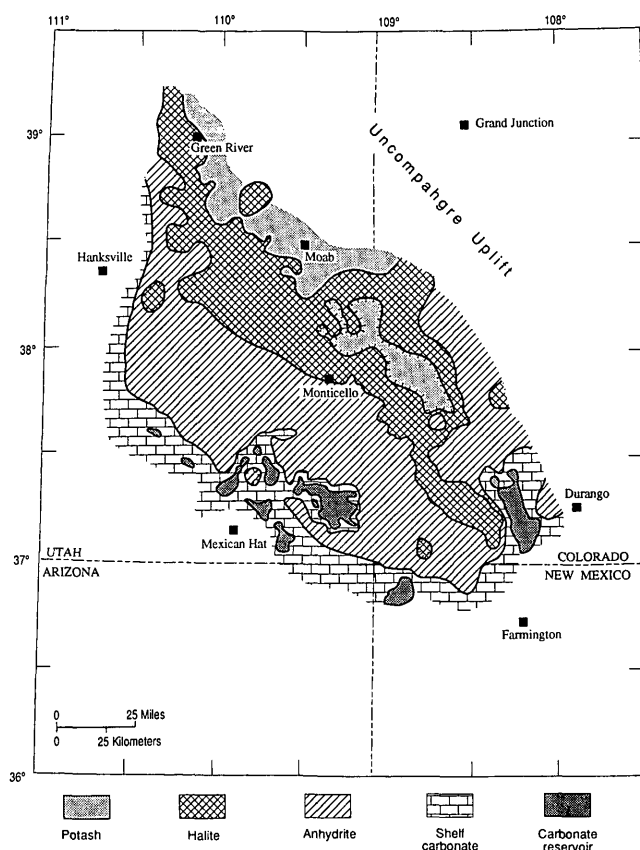 111° 110° 109° 108°
39°
Grand Junction
Green River
Uncompahgre Uplift
Moab
Hanksville
38°
Monticello
Durango
Mexican Hat
37°
UTAH
ARIZONA
COLORADO
NEW MEXICO
Farmington
0 25 Miles
0 25 Kilometers
36°
Potash
Halite
Anhydrite
Shelf
carbonate
Carbonate
reservoir